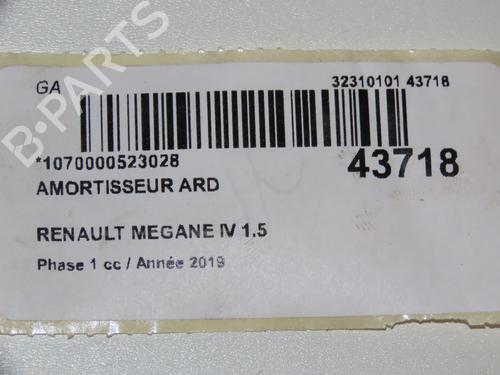 GA
32310101 43718
*1070000523028
43718
AMORTISSEUR ARD
RENAULT MEGANE IV 1.5
Phase 1 cc / Année 2019
B-PARTS